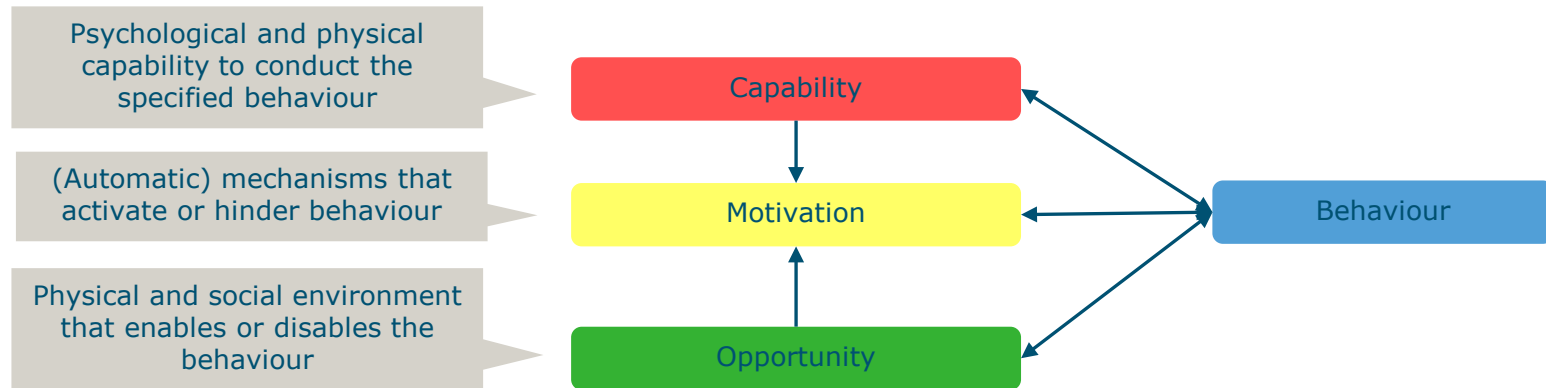 Psychological and physical
capability to conduct the
specified behaviour
Capability
(Automatic) mechanisms that
activate or hinder behaviour
Motivation
Behaviour
Physical and social environment
that enables or disables the
behaviour
Opportunity